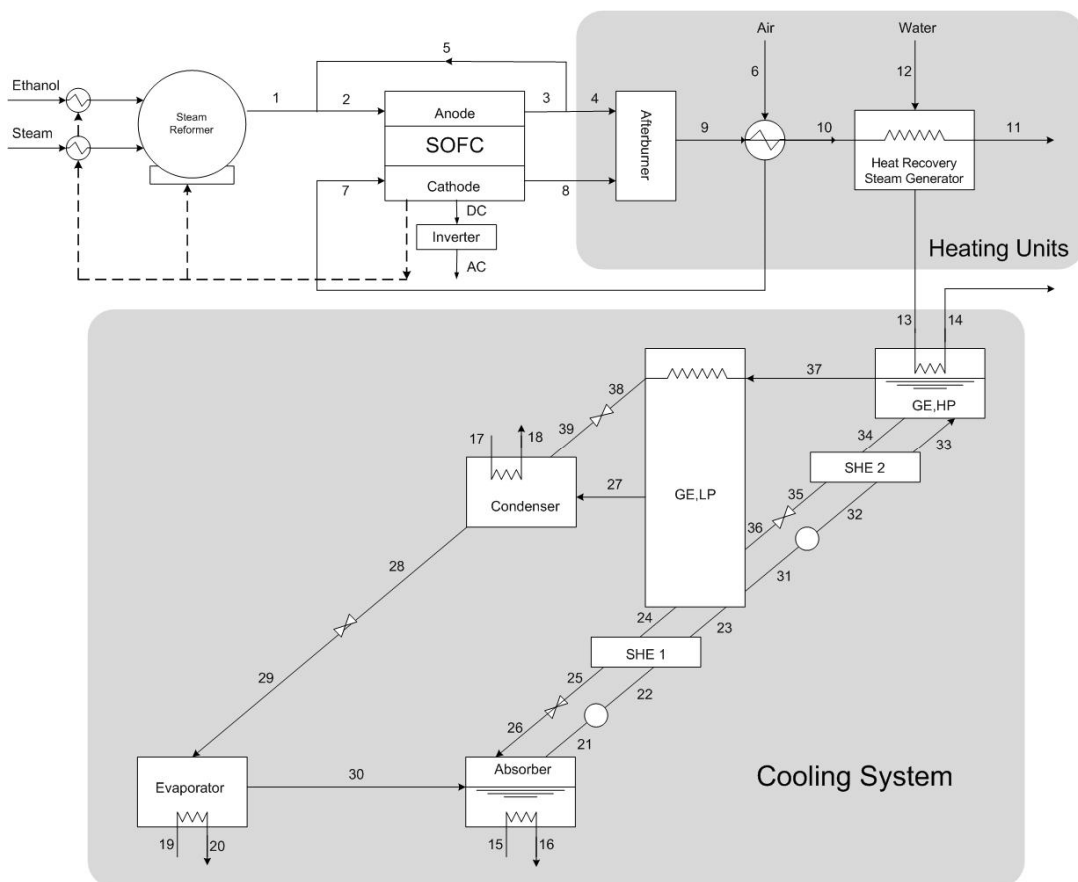 Air
Water
5
6
12
Ethanol
Steam
Steam
Reformer
1
2
Anode
SOFC
Cathode
3
4
Afterburner
9
10
11
Heat Recovery
Steam Generator
7
8
DC
Inverter
AC
Heating Units
13
14
GE,HP
37
38
39
17
18
Condenser
27
GE,LP
34
33
SHE 2
35
32
36
31
28
24
23
SHE 1
29
25
22
26
21
Evaporator
30
Absorber
19
20
15
16
Cooling System